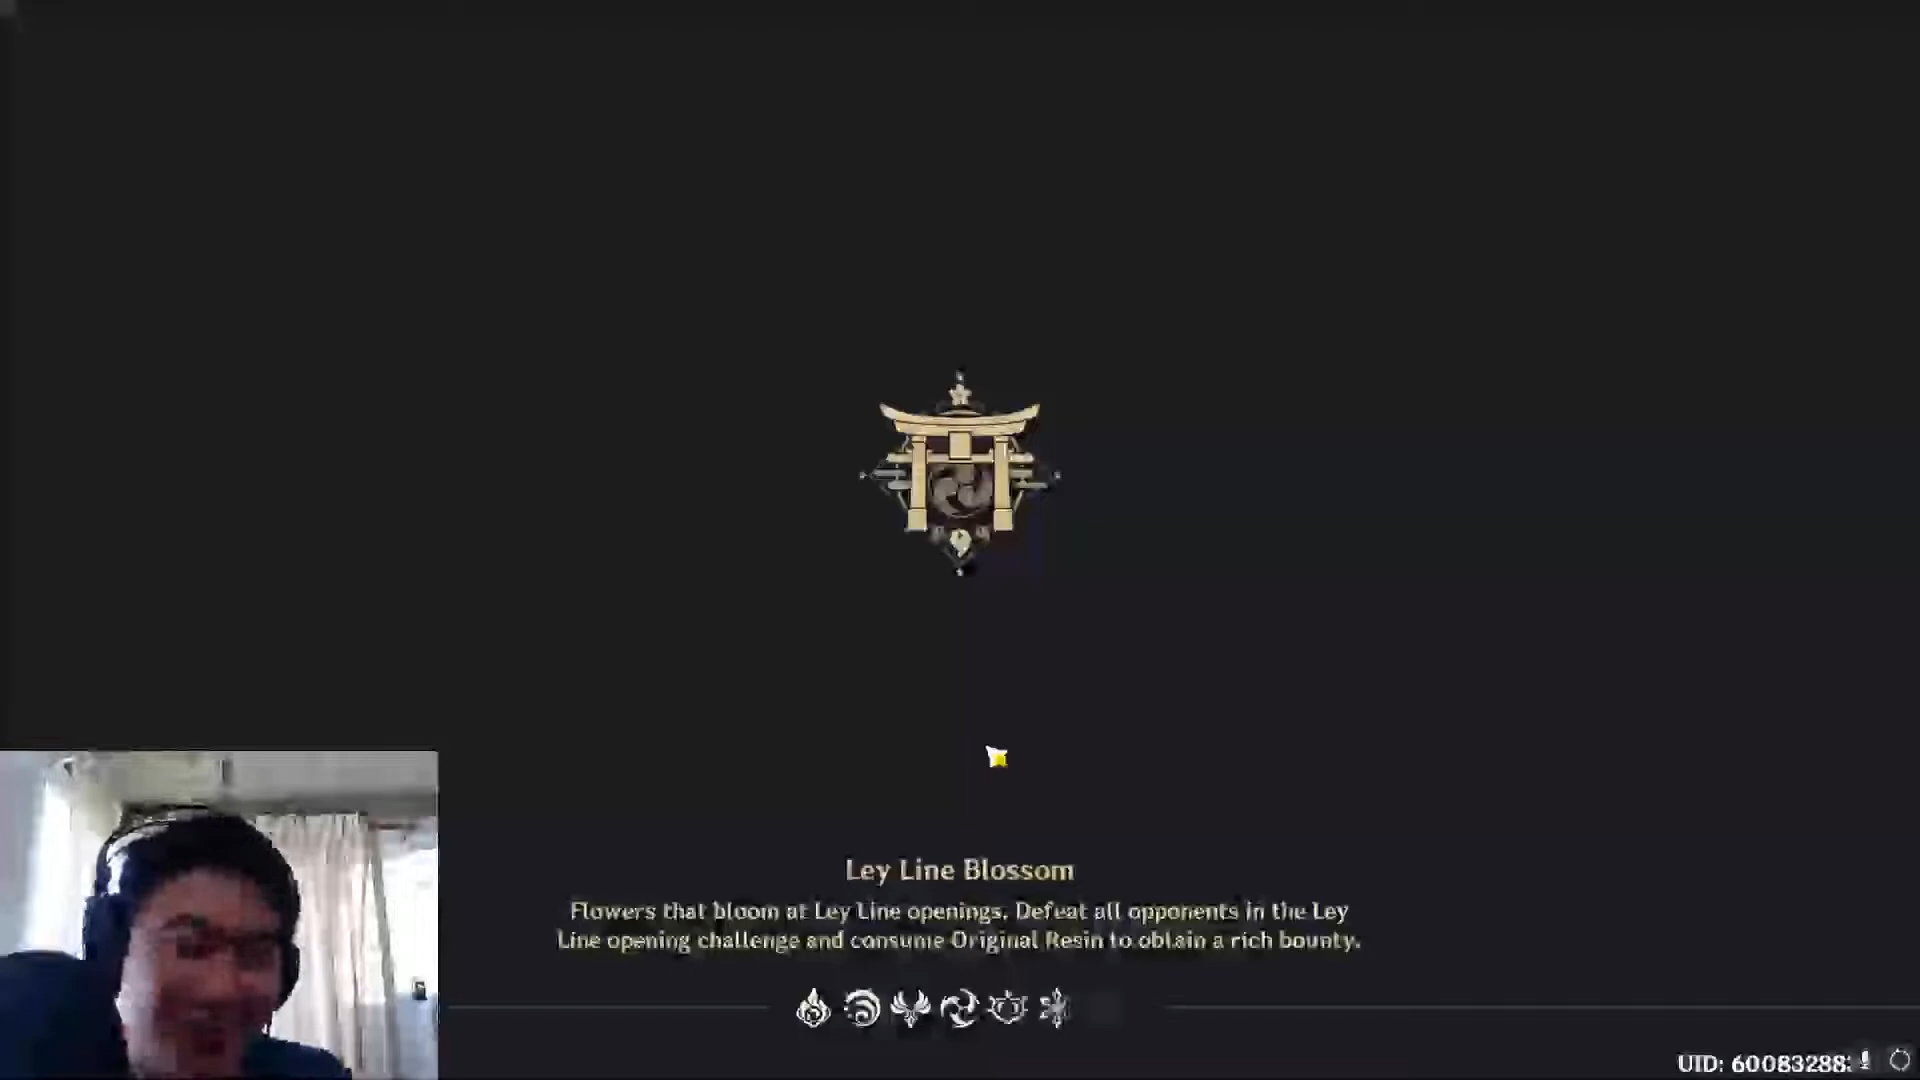 Ley Line Blossom
Flowers that bloom at Ley Line openings. Defeat all opponents in the Ley
Line opening challenge and consume Original Resin to obtain a rich bounty.
UID: